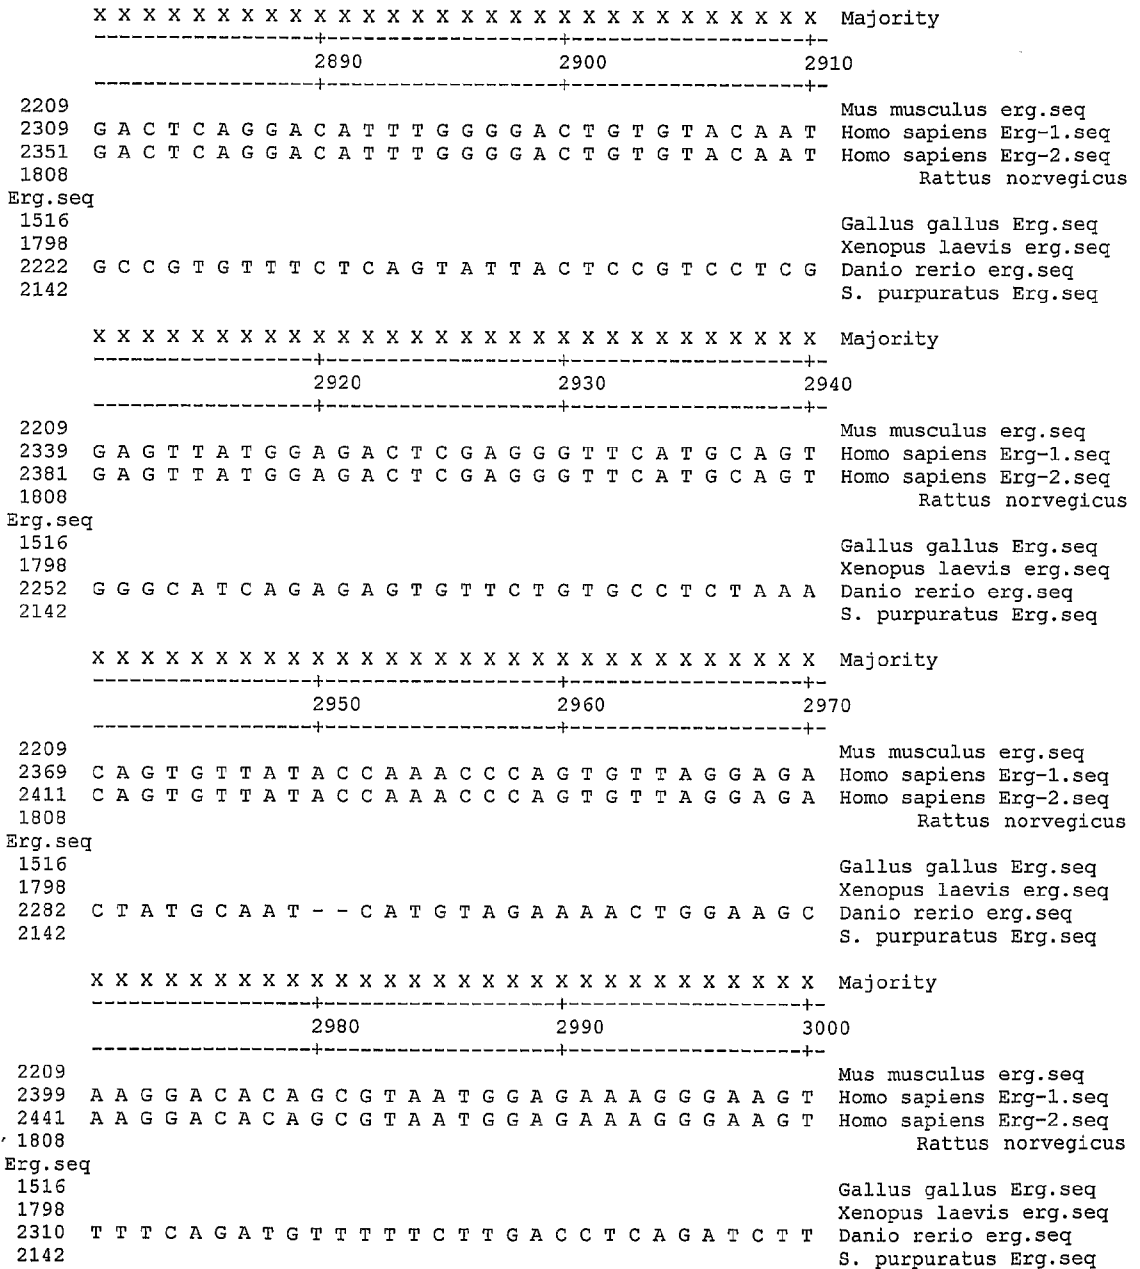 X X X X X X X X X X X X X X X X X X X X X X X X X X X X X X Majority
------------------+-------------------+-------------------+-
2890 2900 2910
------------------+-------------------+-------------------+-
2209 Mus musculus erg.seq
2309 G A C T C A G G A C A T T T G G G G A C T G T G T A C A A T Homo sapiens Erg-1.seq
2351 G A C T C A G G A C A T T T G G G G A C T G T G T A C A A T Homo sapiens Erg-2.seq
1808 Rattus norvegicus
Erg.seq
1516 Gallus gallus Erg.seq
1798 Xenopus laevis erg.seq
2222 G C C G T G T T T C T C A G T A T T A C T C C G T C C T C G Danio rerio erg.seq
2142 S. purpuratus Erg.seq
X X X X X X X X X X X X X X X X X X X X X X X X X X X X X X Majority
------------------+-------------------+-------------------+-
2920 2930 2940
------------------+-------------------+-------------------+-
2209 Mus musculus erg.seq
2339 G A G T T A T G G A G A C T C G A G G G T T C A T G C A G T Homo sapiens Erg-1.seq
2381 G A G T T A T G G A G A C T C G A G G G T T C A T G C A G T Homo sapiens Erg-2.seq
1808 Rattus norvegicus
Erg.seq
1516 Gallus gallus Erg.seq
1798 Xenopus laevis erg.seq
2252 G G G C A T C A G A G A G T G T T C T G T G C C T C T A A A Danio rerio erg.seq
2142 S. purpuratus Erg.seq
X X X X X X X X X X X X X X X X X X X X X X X X X X X X X X Majority
------------------+-------------------+-------------------+-
2950 2960 2970
------------------+-------------------+-------------------+-
2209 Mus musculus erg.seq
2369 C A G T G T T A T A C C A A A C C C A G T G T T A G G A G A Homo sapiens Erg-1.seq
2411 C A G T G T T A T A C C A A A C C C A G T G T T A G G A G A Homo sapiens Erg-2.seq
1808 Rattus norvegicus
Erg.seq
1516 Gallus gallus Erg.seq
1798 Xenopus laevis erg.seq
2282 C T A T G C A A T - - C A T G T A G A A A A C T G G A A G C Danio rerio erg.seq
2142 S. purpuratus Erg.seq
X X X X X X X X X X X X X X X X X X X X X X X X X X X X X X Majority
------------------+-------------------+-------------------+-
2980 2990 3000
------------------+-------------------+-------------------+-
2209 Mus musculus erg.seq
2399 A A G G A C A C A G C G T A A T G G A G A A A G G G A A G T Homo sapiens Erg-1.seq
2441 A A G G A C A C A G C G T A A T G G A G A A A G G G A A G T Homo sapiens Erg-2.seq
1808 Rattus norvegicus
Erg.seq
1516 Gallus gallus Erg.seq
1798 Xenopus laevis erg.seq
2310 T T T C A G A T G T T T T T C T T G A C C T C A G A T C T T Danio rerio erg.seq
2142 S. purpuratus Erg.seq